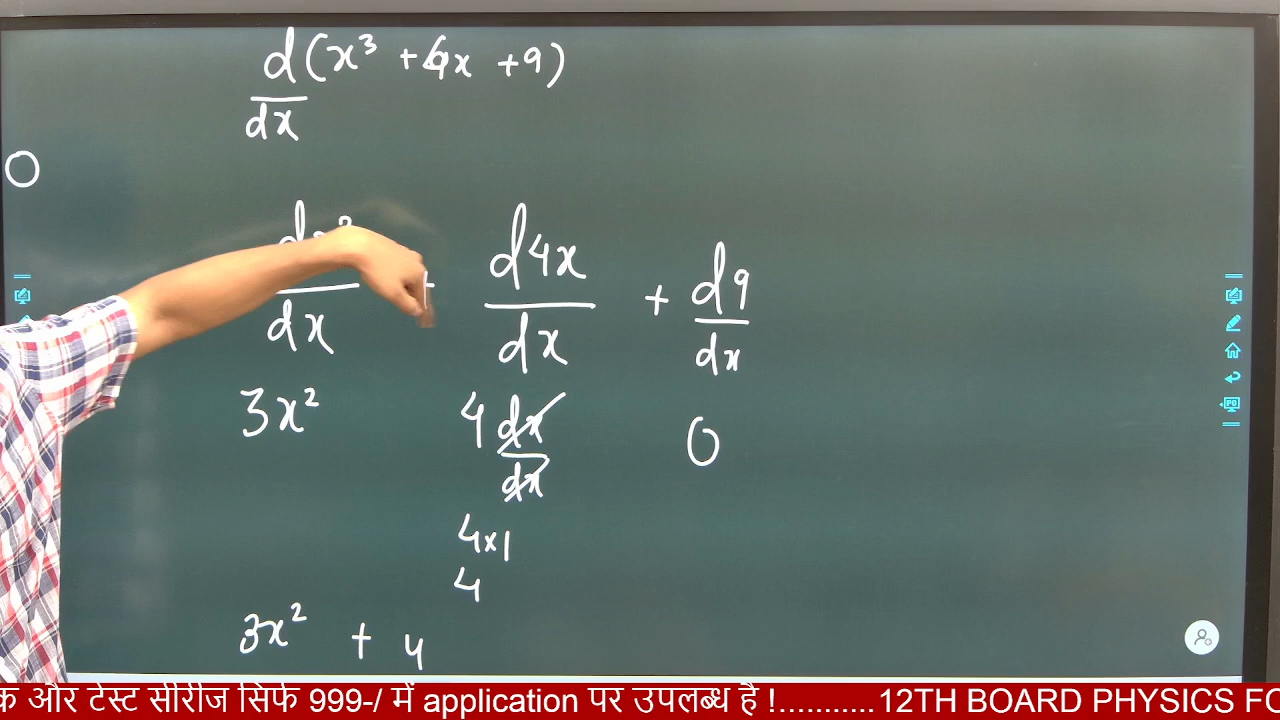 d (x³ + 4x + 9)
dx
d4x + d9
dx dx dx
3x² 4 dx 0
dx
4×1
4
3x² + 4
क और टेस्ट सीरीज सिर्फ 999-/ में application पर उपलब्ध है !...........12TH BOARD PHYSICS FO